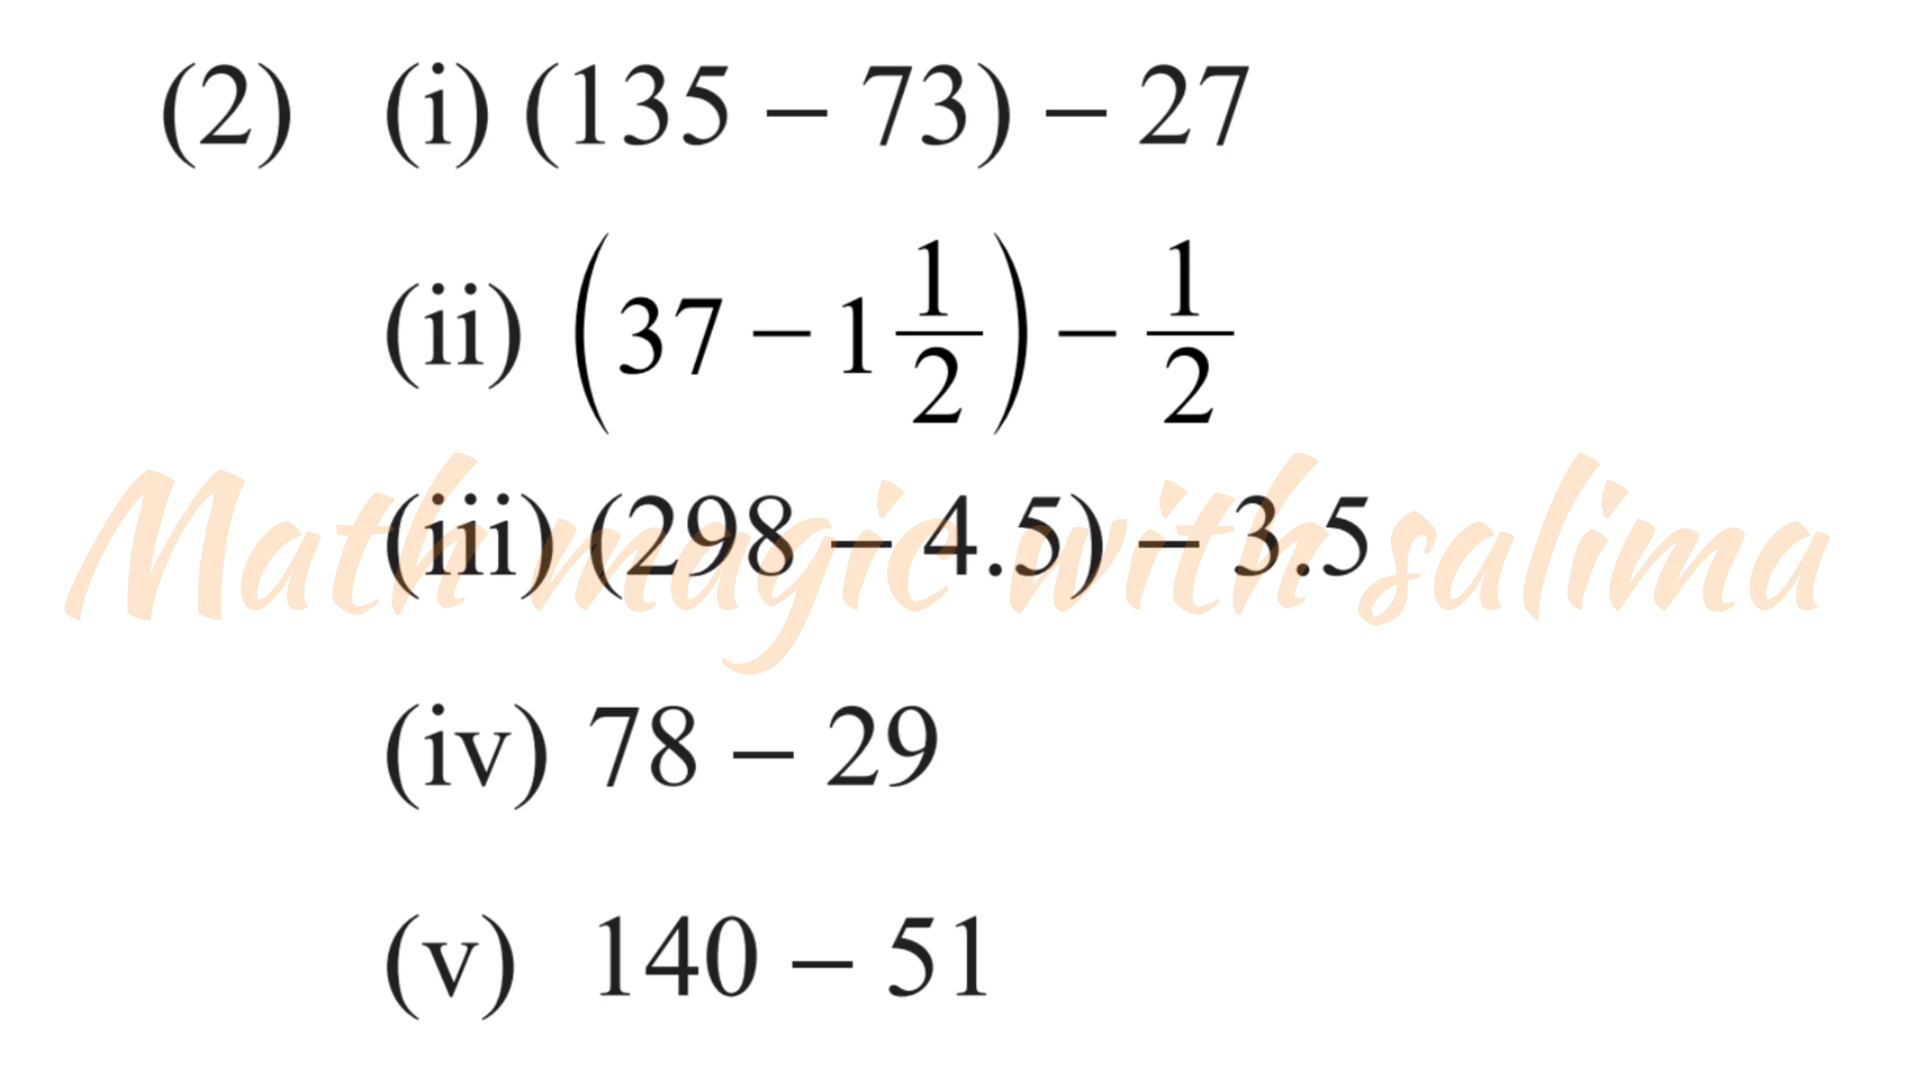 (2) (i) (135 − 73) − 27
(ii) (37 − 1 1/2) − 1/2
Math magic with salima
(iii) (298 − 4.5) − 3.5
(iv) 78 − 29
(v) 140 − 51